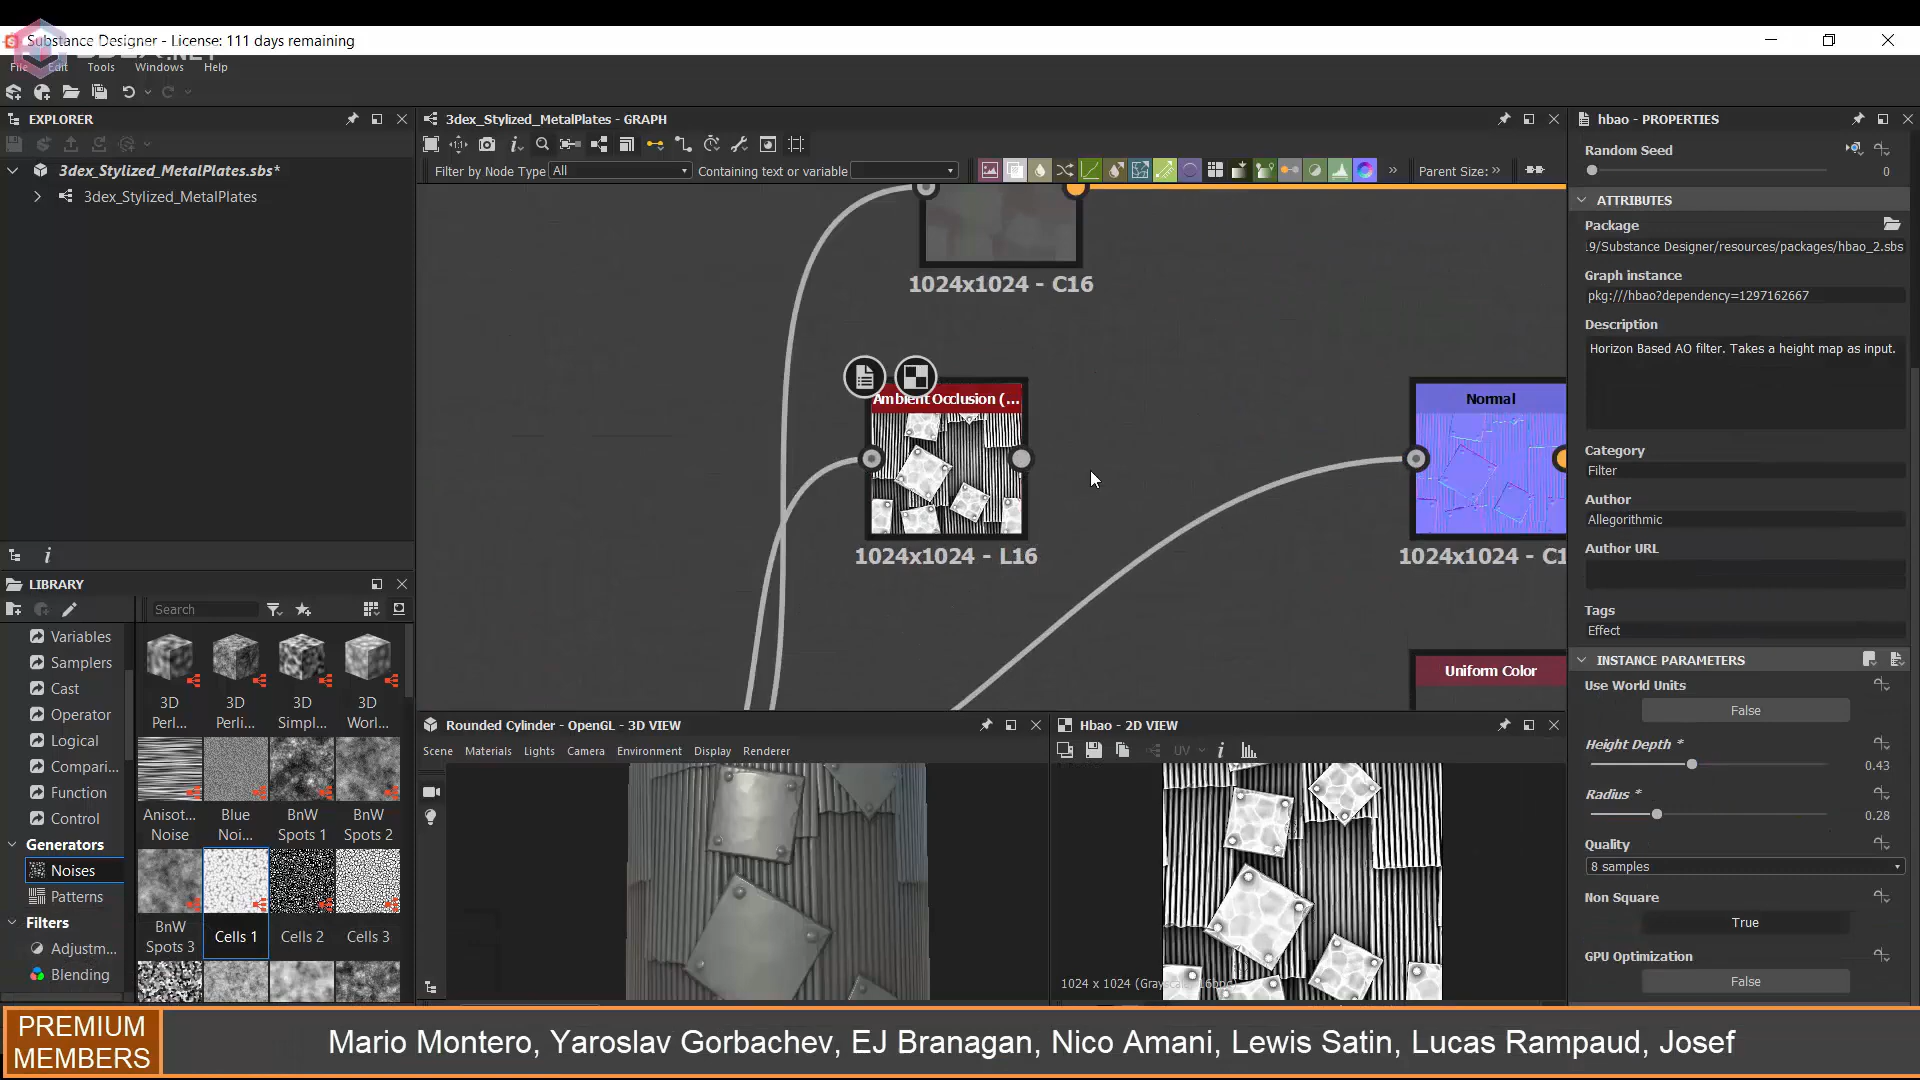 Substance Designer - License: 111 days remaining
File Edit Tools Windows Help
EXPLORER
3dex_Stylized_MetalPlates.sbs*
3dex_Stylized_MetalPlates
LIBRARY
Search
Variables
Samplers
Cast
Operator
Logical
Compari...
Function
Control
Generators
Noises
Patterns
Filters
Adjustm...
Blending
3D Perl...
3D Perli...
3D Simpl...
3D Worl...
Anisot... Noise
Blue Noi...
BnW Spots 1
BnW Spots 2
BnW Spots 3
Cells 1
Cells 2
Cells 3
3dex_Stylized_MetalPlates - GRAPH
Filter by Node Type All Containing text or variable Parent Size:
1024x1024 - C16
Ambient Occlusion (...
1024x1024 - L16
Normal
1024x1024 - C1
Uniform Color
Rounded Cylinder - OpenGL - 3D VIEW
Scene Materials Lights Camera Environment Display Renderer
Hbao - 2D VIEW
UV
1024 x 1024 (Grayscale 16bpc)
hbao - PROPERTIES
Random Seed
0
ATTRIBUTES
Package
.9/Substance Designer/resources/packages/hbao_2.sbs
Graph instance
pkg:///hbao?dependency=1297162667
Description
Horizon Based AO filter. Takes a height map as input.
Category
Filter
Author
Allegorithmic
Author URL
Tags
Effect
INSTANCE PARAMETERS
Use World Units
False
Height Depth *
0.43
Radius *
0.28
Quality
8 samples
Non Square
True
GPU Optimization
False
PREMIUM MEMBERS
Mario Montero, Yaroslav Gorbachev, EJ Branagan, Nico Amani, Lewis Satin, Lucas Rampaud, Josef